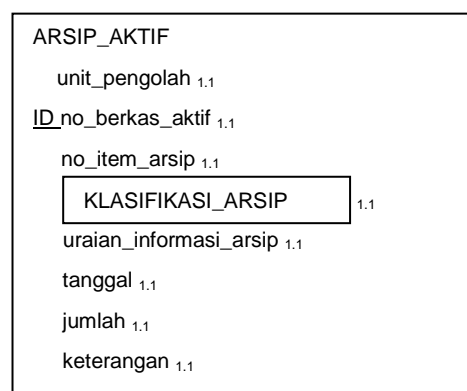 ARSIP_AKTIF
unit_pengolah 1.1
ID no_berkas_aktif 1.1
no_item_arsip 1.1
KLASIFIKASI_ARSIP 1.1
uraian_informasi_arsip 1.1
tanggal 1.1
jumlah 1.1
keterangan 1.1